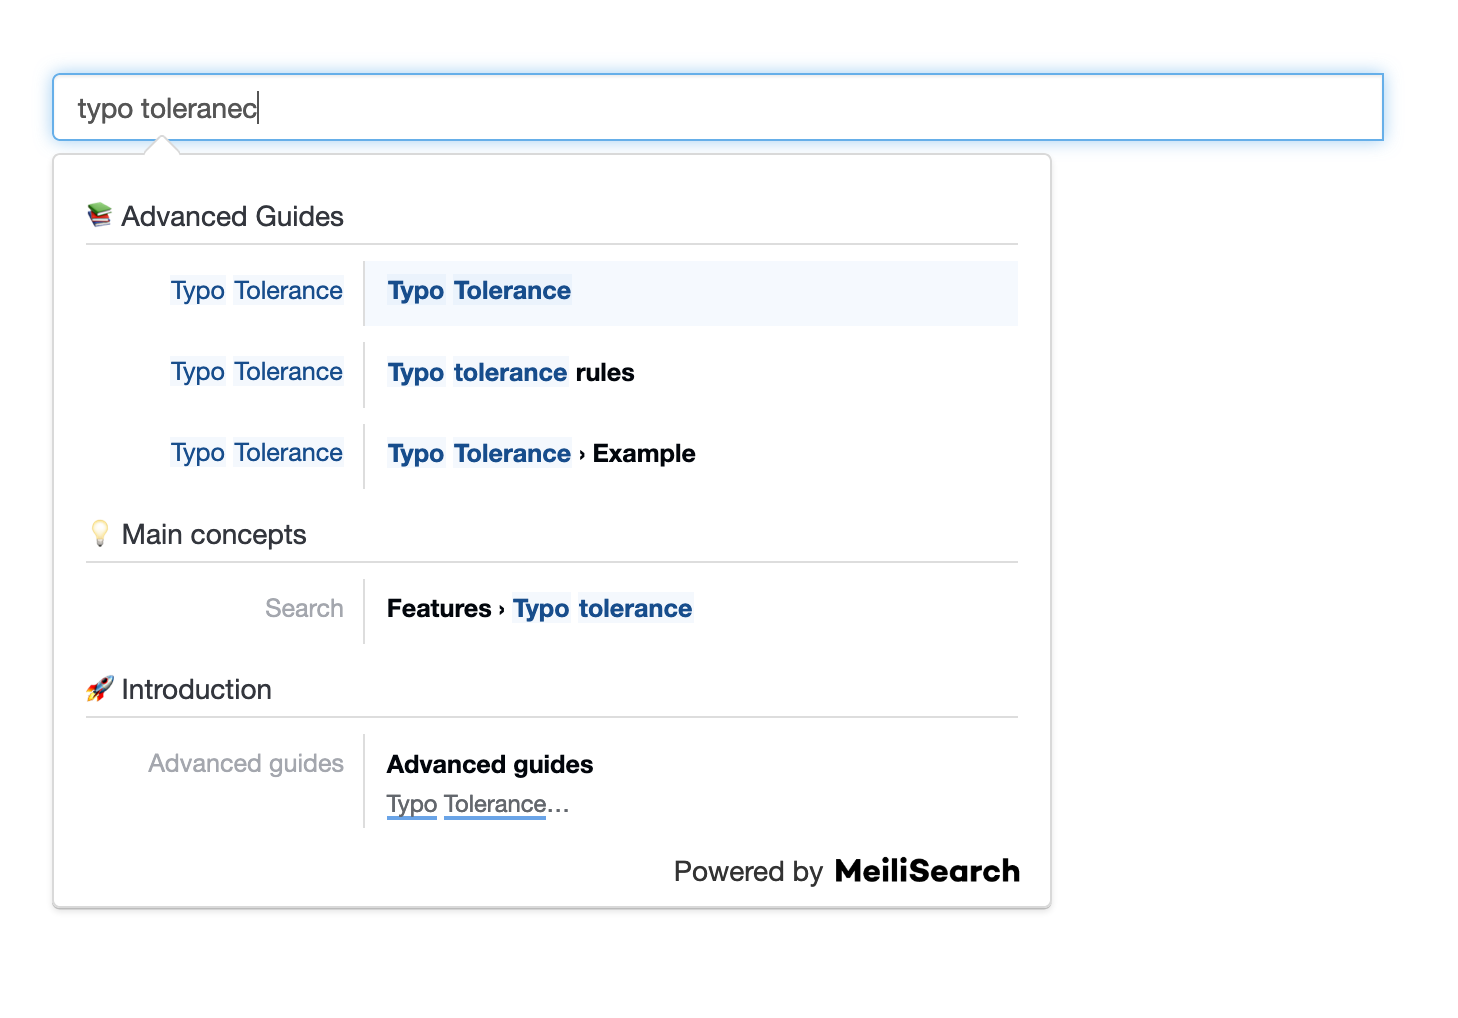 typo toleranec
📚 Advanced Guides
Typo Tolerance Typo Tolerance
Typo Tolerance Typo tolerance rules
Typo Tolerance Typo Tolerance › Example
💡 Main concepts
Search Features › Typo tolerance
🚀 Introduction
Advanced guides Advanced guides
Typo Tolerance…
Powered by MeiliSearch